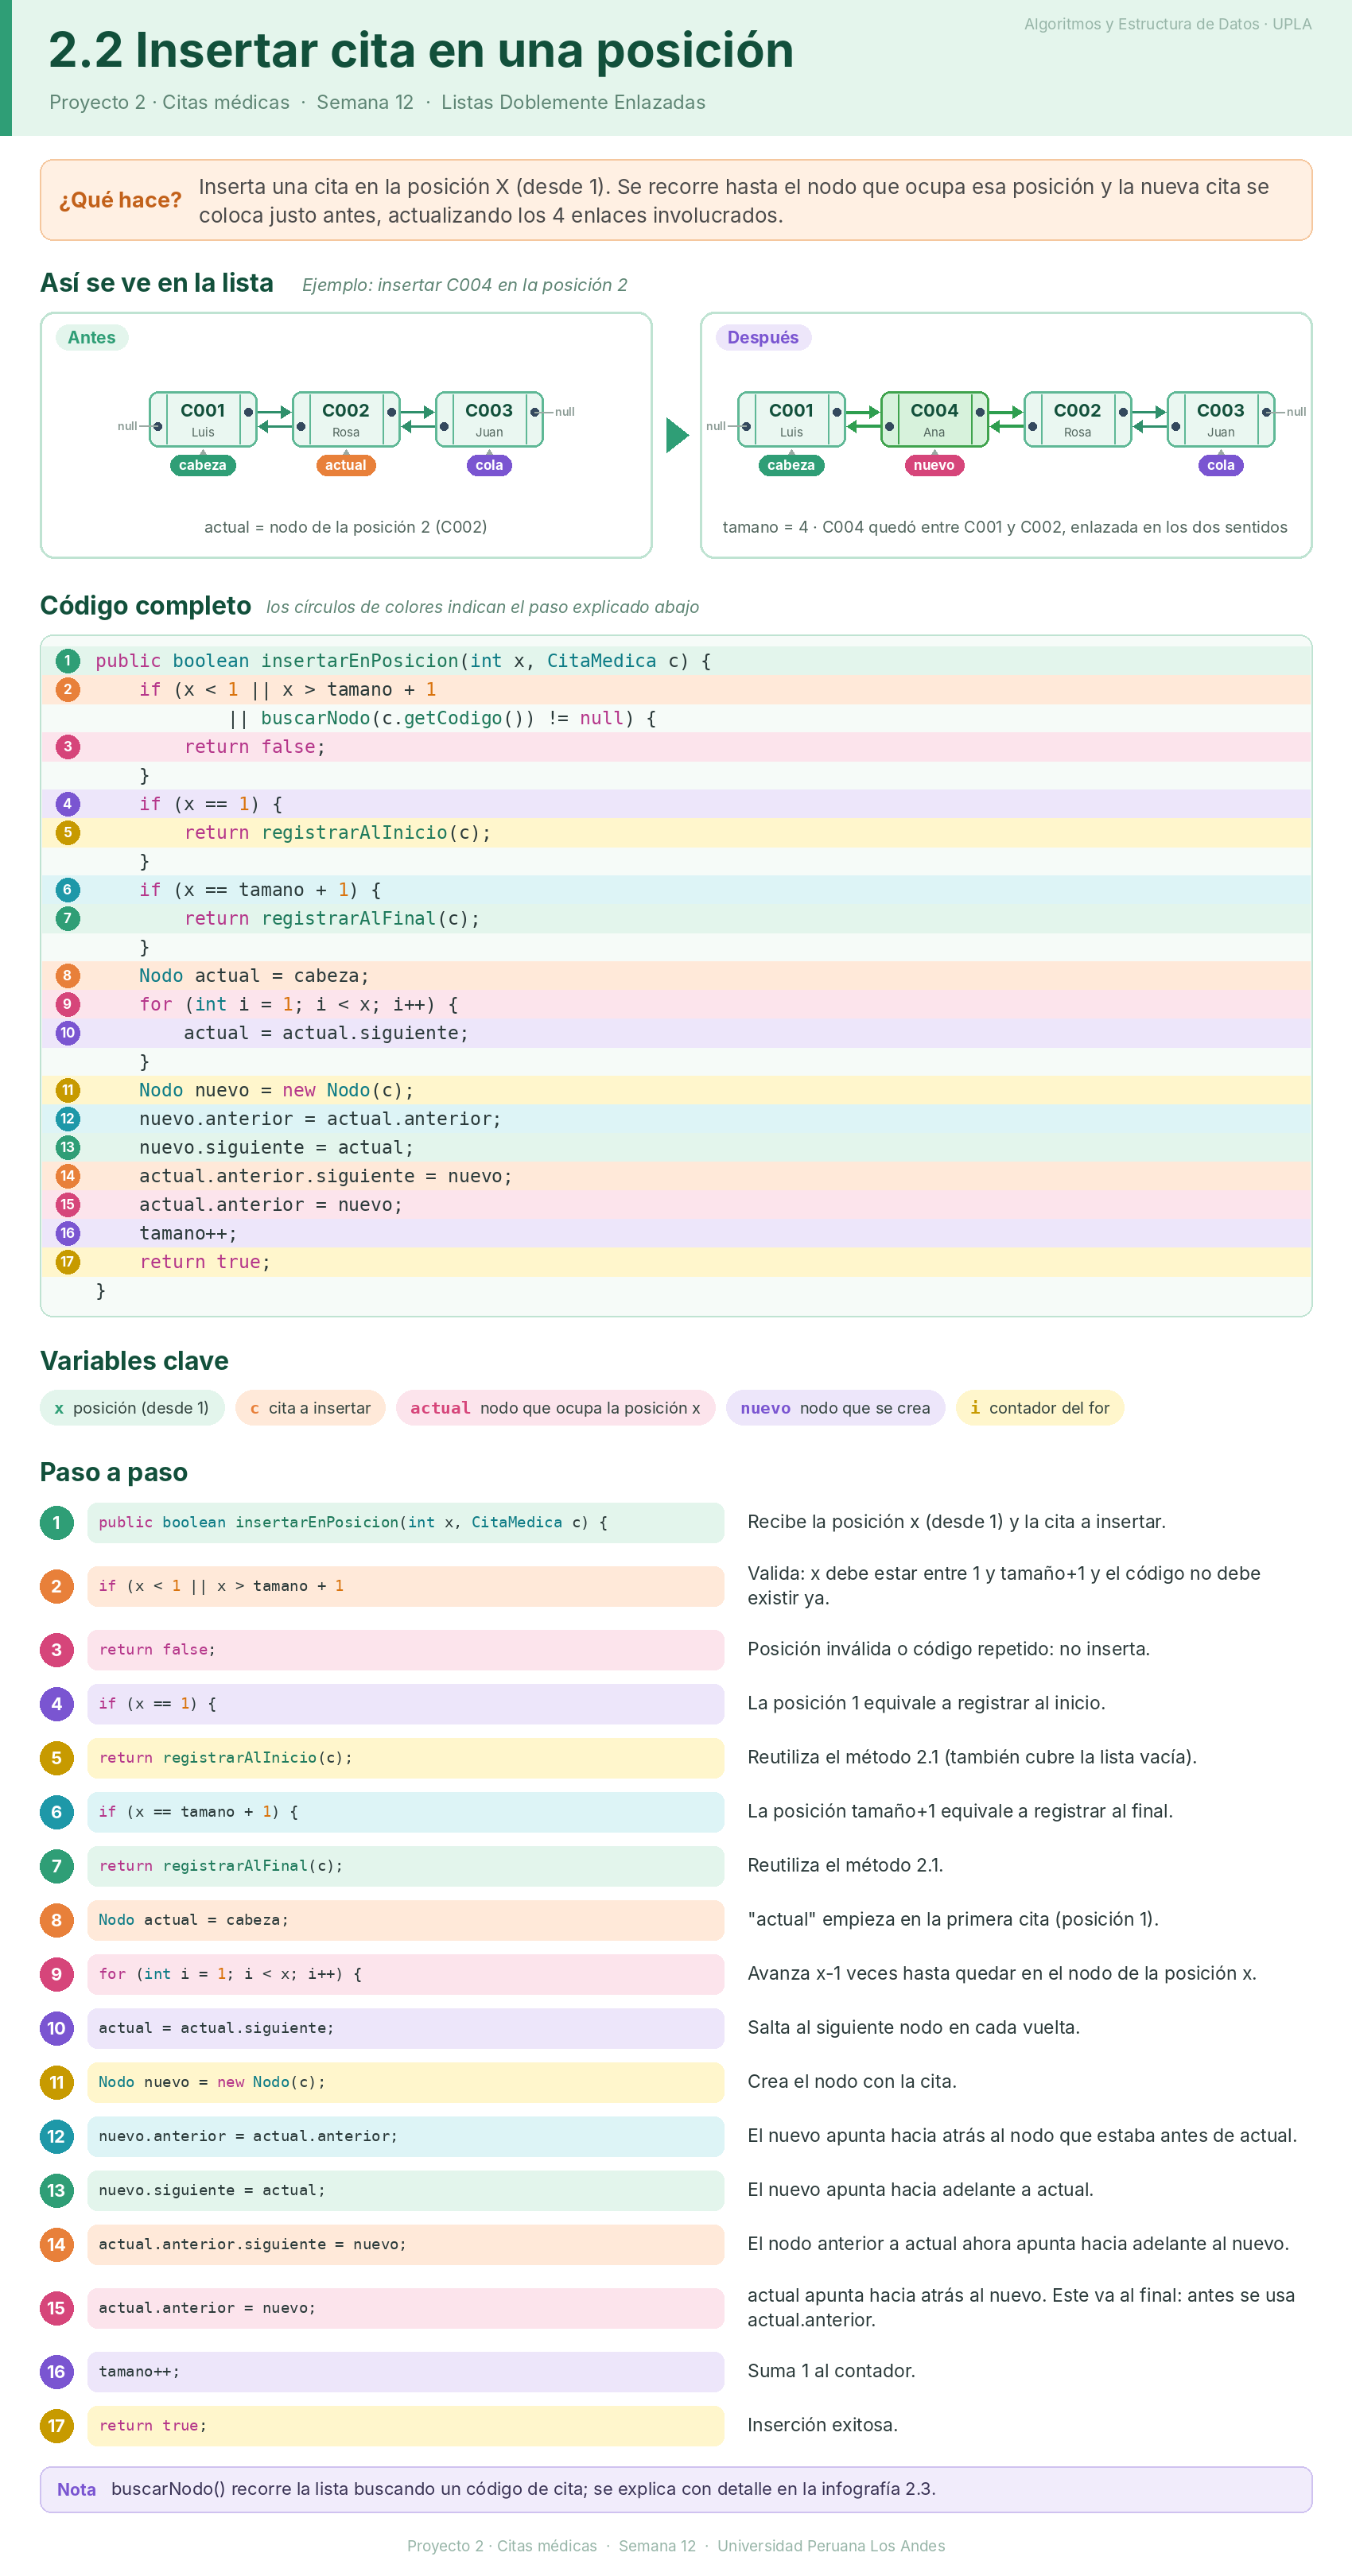 Algoritmos y Estructura de Datos · UPLA
2.2 Insertar cita en una posición
Proyecto 2 · Citas médicas · Semana 12 · Listas Doblemente Enlazadas
¿Qué hace?
Inserta una cita en la posición X (desde 1). Se recorre hasta el nodo que ocupa esa posición y la nueva cita se
coloca justo antes, actualizando los 4 enlaces involucrados.
Así se ve en la lista
Ejemplo: insertar C004 en la posición 2
Antes
C001 C002 C003 null
null Luis Rosa Juan
cabeza actual cola
actual = nodo de la posición 2 (C002)
Después
C001 C004 C002 C003 null
null Luis Ana Rosa Juan
cabeza nuevo cola
tamano = 4 · C004 quedó entre C001 y C002, enlazada en los dos sentidos
Código completo los círculos de colores indican el paso explicado abajo
1 public boolean insertarEnPosicion(int x, CitaMedica c) {
2 if (x < 1 || x > tamano + 1
|| buscarNodo(c.getCodigo()) != null) {
3 return false;
}
4 if (x == 1) {
5 return registrarAlInicio(c);
}
6 if (x == tamano + 1) {
7 return registrarAlFinal(c);
}
8 Nodo actual = cabeza;
9 for (int i = 1; i < x; i++) {
10 actual = actual.siguiente;
}
11 Nodo nuevo = new Nodo(c);
12 nuevo.anterior = actual.anterior;
13 nuevo.siguiente = actual;
14 actual.anterior.siguiente = nuevo;
15 actual.anterior = nuevo;
16 tamano++;
17 return true;
}
Variables clave
x posición (desde 1) c cita a insertar actual nodo que ocupa la posición x nuevo nodo que se crea i contador del for
Paso a paso
1 public boolean insertarEnPosicion(int x, CitaMedica c) { Recibe la posición x (desde 1) y la cita a insertar.
2 if (x < 1 || x > tamano + 1 Valida: x debe estar entre 1 y tamaño+1 y el código no debe
existir ya.
3 return false; Posición inválida o código repetido: no inserta.
4 if (x == 1) { La posición 1 equivale a registrar al inicio.
5 return registrarAlInicio(c); Reutiliza el método 2.1 (también cubre la lista vacía).
6 if (x == tamano + 1) { La posición tamaño+1 equivale a registrar al final.
7 return registrarAlFinal(c); Reutiliza el método 2.1.
8 Nodo actual = cabeza; "actual" empieza en la primera cita (posición 1).
9 for (int i = 1; i < x; i++) { Avanza x-1 veces hasta quedar en el nodo de la posición x.
10 actual = actual.siguiente; Salta al siguiente nodo en cada vuelta.
11 Nodo nuevo = new Nodo(c); Crea el nodo con la cita.
12 nuevo.anterior = actual.anterior; El nuevo apunta hacia atrás al nodo que estaba antes de actual.
13 nuevo.siguiente = actual; El nuevo apunta hacia adelante a actual.
14 actual.anterior.siguiente = nuevo; El nodo anterior a actual ahora apunta hacia adelante al nuevo.
15 actual.anterior = nuevo; actual apunta hacia atrás al nuevo. Este va al final: antes se usa
actual.anterior.
16 tamano++; Suma 1 al contador.
17 return true; Inserción exitosa.
Nota buscarNodo() recorre la lista buscando un código de cita; se explica con detalle en la infografía 2.3.
Proyecto 2 · Citas médicas · Semana 12 · Universidad Peruana Los Andes